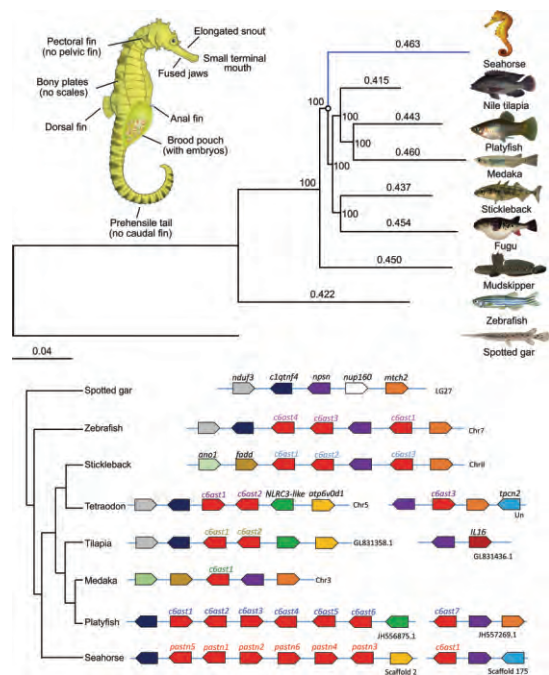 Elongated snout
Pectoral fin
(no pelvic fin)
Small terminal
mouth
Fused jaws
Bony plates
(no scales)
Anal fin
Dorsal fin
Brood pouch
(with embryos)
Prehensile tail
(no caudal fin)
0.463
Seahorse
0.415
Nile tilapia
100
0.443
Platyfish
100
100
0.460
Medaka
100
100
0.437
Stickleback
100
0.454
Fugu
0.450
Mudskipper
0.422
Zebrafish
Spotted gar
0.04
nduf3 c1qtnf4 npsn nup160 mtch2
Spotted gar
LG27
c6ast4 c6ast3 c6ast1
Zebrafish
Chr7
ano1 fadd c6ast1 c6ast2 c6ast3
Stickleback
Chr9
c6ast1 c6ast2 NLRC3-like atp6v0d1 c6ast3 tpcn2
Tetraodon
Chr5
Un
c6ast1 c6ast2 IL16
Tilapia
GL831358.1
GL831436.1
c6ast1
Medaka
Chr3
c6ast1 c6ast2 c6ast3 c6ast4 c6ast5 c6ast6 c6ast7
Platyfish
JH556875.1
JH557269.1
pastn5 pastn1 pastn2 pastn6 pastn4 pastn3 c6ast1
Seahorse
Scaffold 2
Scaffold 175